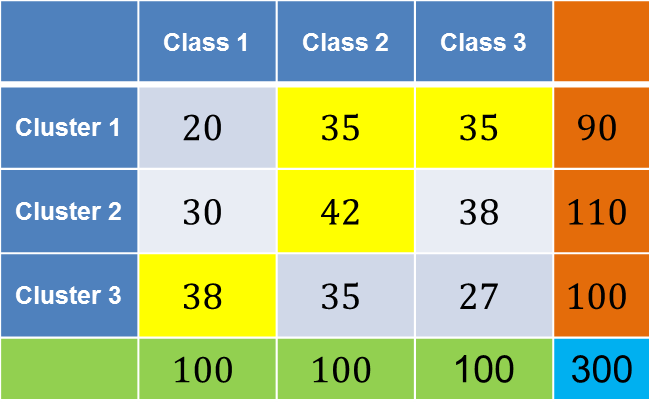 Class 1 Class 2 Class 3
Cluster 1 20 35 35 90
Cluster 2 30 42 38 110
Cluster 3 38 35 27 100
100 100 100 300